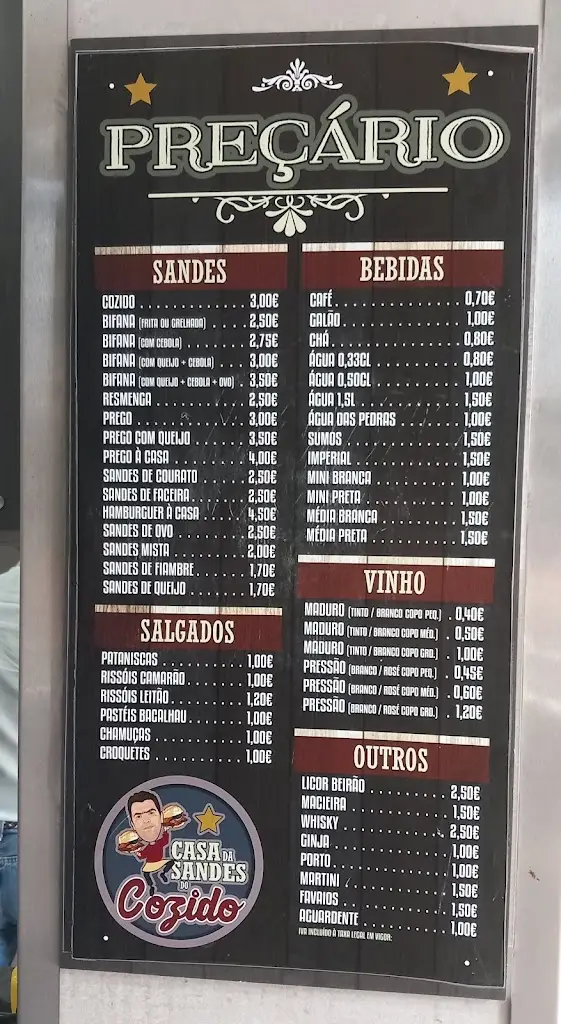 PREÇÁRIO
SANDES
COZIDO . . . . . . . . . . . . . 3,00€
BIFANA (FRITA OU GRELHADA) . . . . 2,50€
BIFANA (COM CEBOLA) . . . . . . . 2,75€
BIFANA (COM QUEIJO + CEBOLA) . . . 3,00€
BIFANA (COM QUEIJO + CEBOLA + OVO) . 3,50€
RESMENGA . . . . . . . . . . . 2,50€
PREGO . . . . . . . . . . . . . 3,00€
PREGO COM QUEIJO . . . . . . . 3,50€
PREGO À CASA . . . . . . . . . 4,00€
SANDES DE COURATO . . . . . . 2,50€
SANDES DE FACEIRA . . . . . . 2,50€
HAMBURGUER À CASA . . . . . . 4,50€
SANDES DE OVO . . . . . . . . . 2,50€
SANDES MISTA . . . . . . . . . 2,00€
SANDES DE FIAMBRE . . . . . . . 1,70€
SANDES DE QUEIJO . . . . . . . . 1,70€
SALGADOS
PATANISCAS . . . . . . . . . . 1,00€
RISSÓIS CAMARÃO . . . . . . . . 1,00€
RISSÓIS LEITÃO . . . . . . . . . 1,20€
PASTÉIS BACALHAU . . . . . . . 1,00€
CHAMUÇAS . . . . . . . . . . . 1,00€
CROQUETES . . . . . . . . . . . 1,00€
CASA DA
SANDES
DO
Cozido
BEBIDAS
CAFÉ . . . . . . . . . . . . . . 0,70€
GALÃO . . . . . . . . . . . . . 1,00€
CHÁ . . . . . . . . . . . . . . 0,80€
ÁGUA 0,33CL . . . . . . . . . . 0,80€
ÁGUA 0,50CL . . . . . . . . . . 1,00€
ÁGUA 1,5L . . . . . . . . . . . 1,50€
ÁGUA DAS PEDRAS . . . . . . . 1,00€
SUMOS . . . . . . . . . . . . . 1,50€
IMPERIAL . . . . . . . . . . . . 1,50€
MINI BRANCA . . . . . . . . . . 1,00€
MINI PRETA . . . . . . . . . . . 1,00€
MÉDIA BRANCA . . . . . . . . . 1,50€
MÉDIA PRETA . . . . . . . . . . 1,50€
VINHO
MADURO (TINTO / BRANCO COPO PEQ.) . 0,40€
MADURO (TINTO / BRANCO COPO MÉD.) . 0,50€
MADURO (TINTO / BRANCO COPO GRD.) . 1,00€
PRESSÃO (BRANCO / ROSÉ COPO PEQ.) . 0,45€
PRESSÃO (BRANCO / ROSÉ COPO MÉD.) . 0,60€
PRESSÃO (BRANCO / ROSÉ COPO GRD.) . 1,20€
OUTROS
LICOR BEIRÃO . . . . . . . . . 2,50€
MACIEIRA . . . . . . . . . . . 1,50€
WHISKY . . . . . . . . . . . . 2,50€
GINJA . . . . . . . . . . . . . 1,00€
PORTO . . . . . . . . . . . . . 1,00€
MARTINI . . . . . . . . . . . . 1,50€
FAVAIOS . . . . . . . . . . . . 1,50€
AGUARDENTE . . . . . . . . . . 1,00€
IVA INCLUÍDO À TAXA LEGAL EM VIGOR: